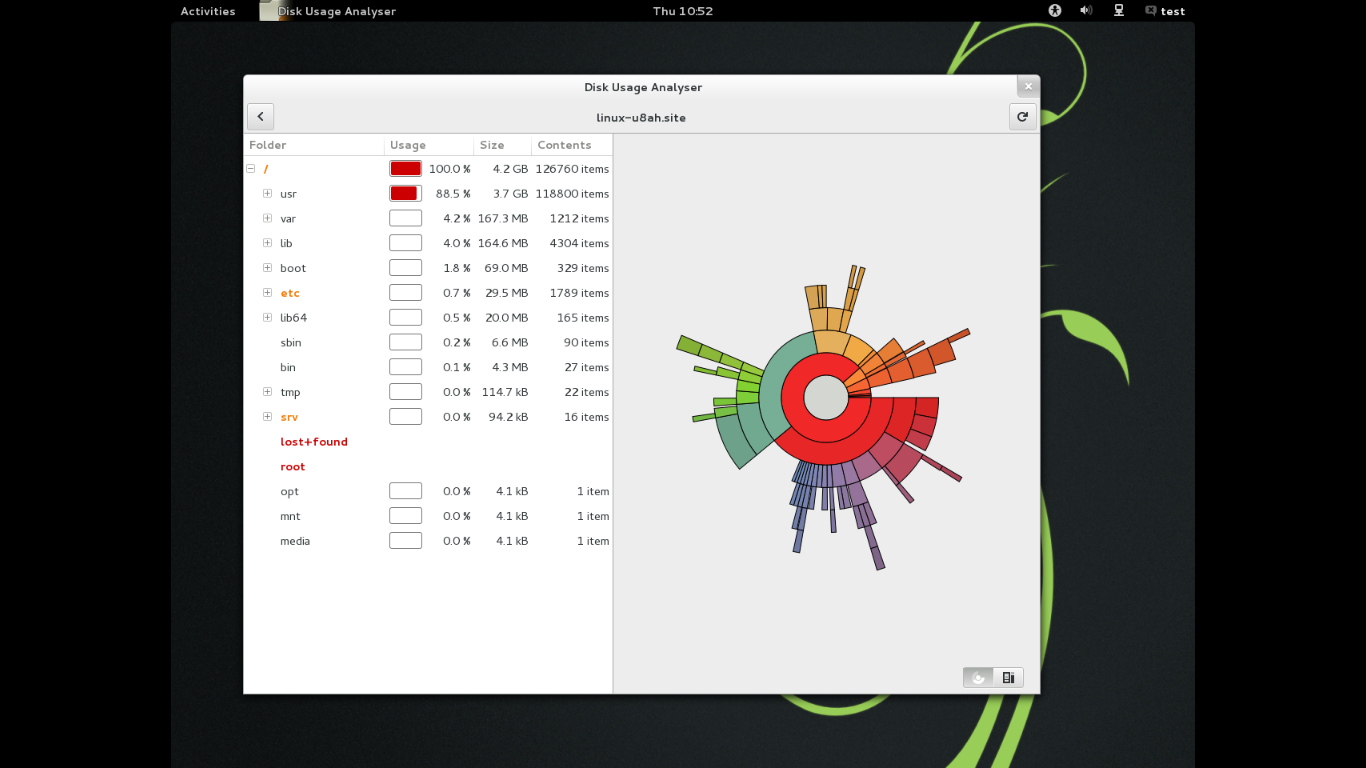 Activities Disk Usage Analyser Thu 10:52 test
Disk Usage Analyser
linux-u8ah.site
Folder Usage Size Contents
/ 100.0 % 4.2 GB 126760 items
usr 88.5 % 3.7 GB 118800 items
var 4.2 % 167.3 MB 1212 items
lib 4.0 % 164.6 MB 4304 items
boot 1.8 % 69.0 MB 329 items
etc 0.7 % 29.5 MB 1789 items
lib64 0.5 % 20.0 MB 165 items
sbin 0.2 % 6.6 MB 90 items
bin 0.1 % 4.3 MB 27 items
tmp 0.0 % 114.7 kB 22 items
srv 0.0 % 94.2 kB 16 items
lost+found
root
opt 0.0 % 4.1 kB 1 item
mnt 0.0 % 4.1 kB 1 item
media 0.0 % 4.1 kB 1 item